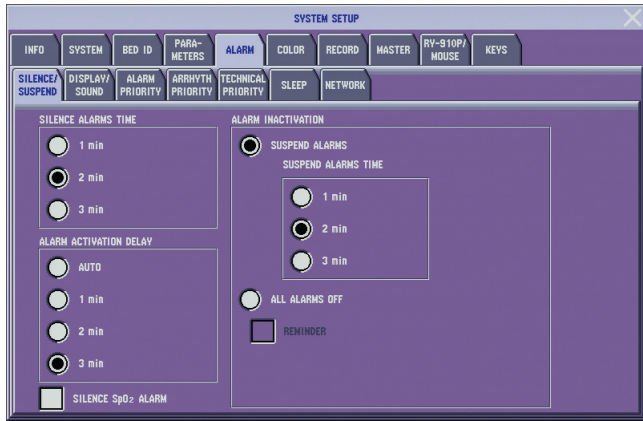 SYSTEM SETUP
INFO
SYSTEM
BED ID
PARA-
METERS
ALARM
COLOR
RECORD
MASTER
RY-910P/
MOUSE
KEYS
SILENCE/
SUSPEND
DISPLAY/
SOUND
ALARM
PRIORITY
ARRHYTH
PRIORITY
TECHNICAL
PRIORITY
SLEEP
NETWORK
SILENCE ALARMS TIME
1 min
2 min
3 min
ALARM ACTIVATION DELAY
AUTO
1 min
2 min
3 min
SILENCE SpO₂ ALARM
ALARM INACTIVATION
SUSPEND ALARMS
SUSPEND ALARMS TIME
1 min
2 min
3 min
ALL ALARMS OFF
REMINDER